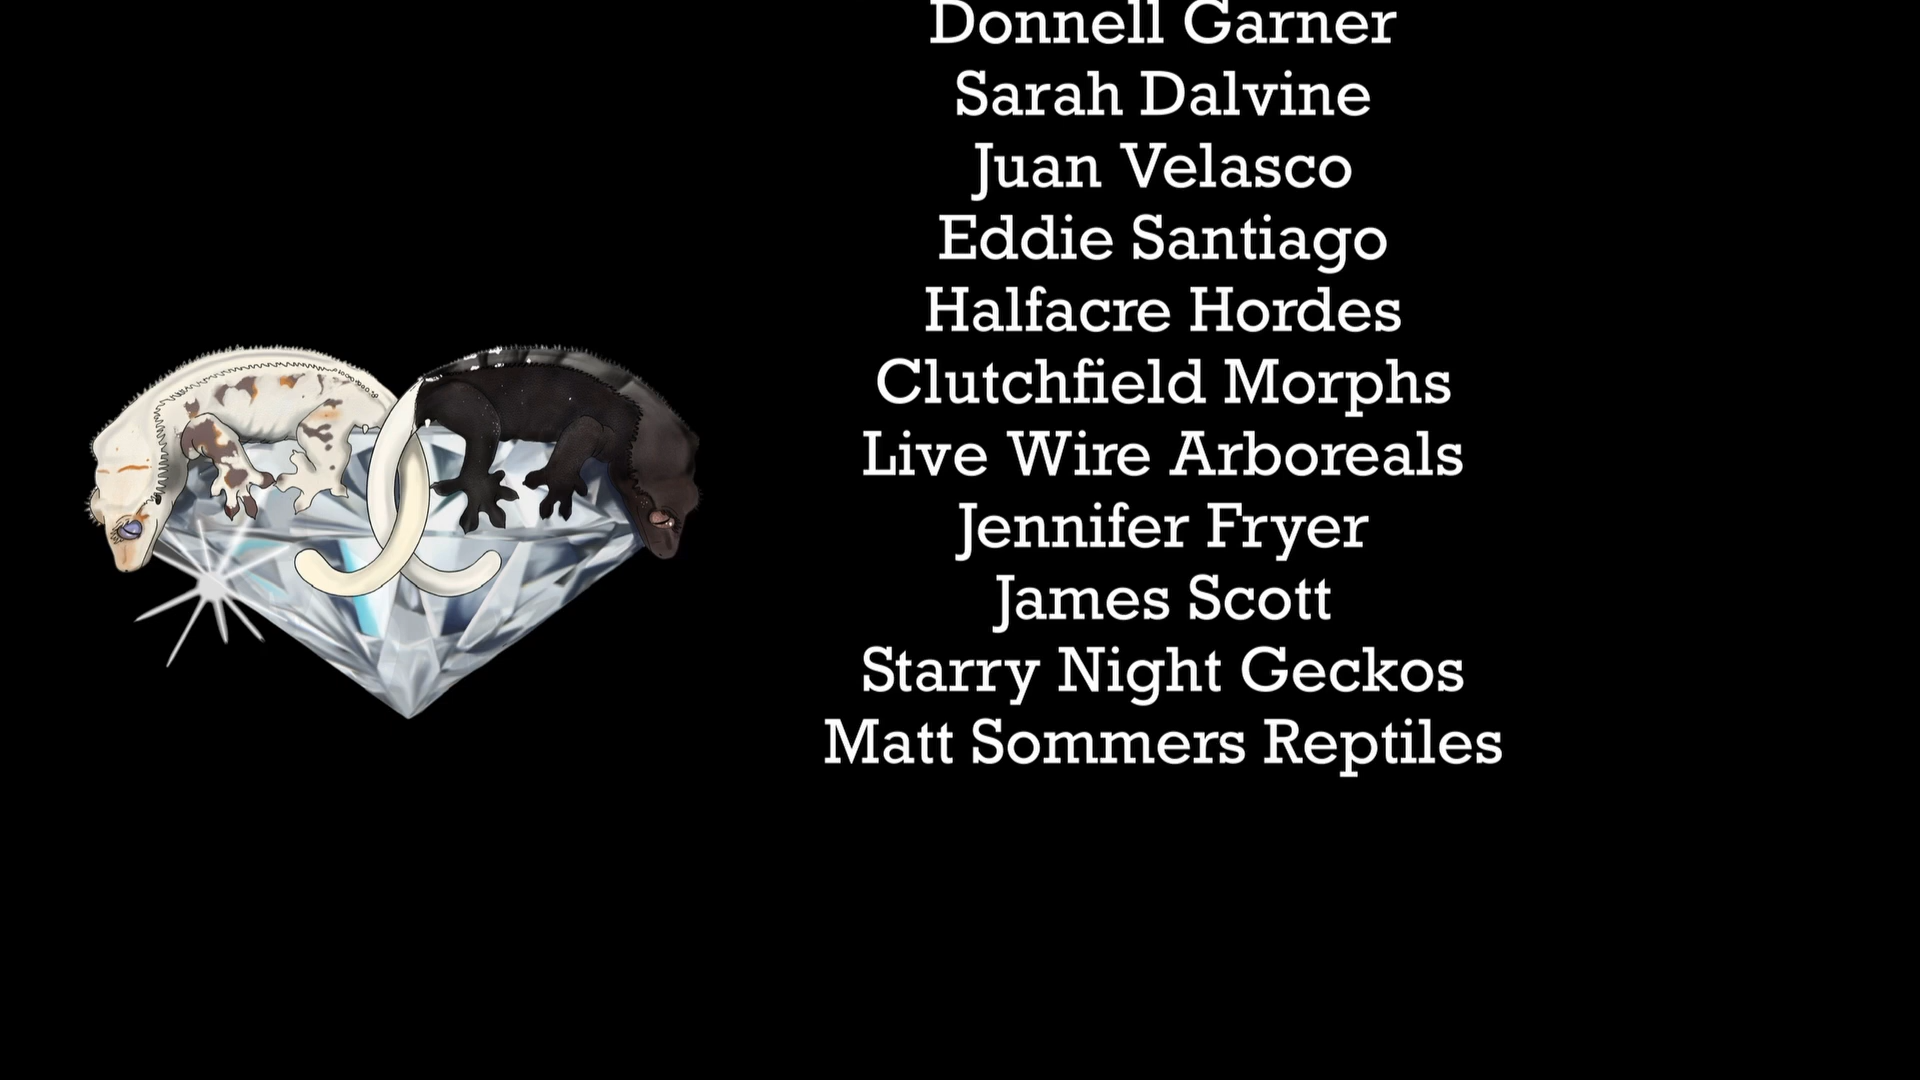 Donnell Garner
Sarah Dalvine
Juan Velasco
Eddie Santiago
Halfacre Hordes
Clutchfield Morphs
Live Wire Arboreals
Jennifer Fryer
James Scott
Starry Night Geckos
Matt Sommers Reptiles